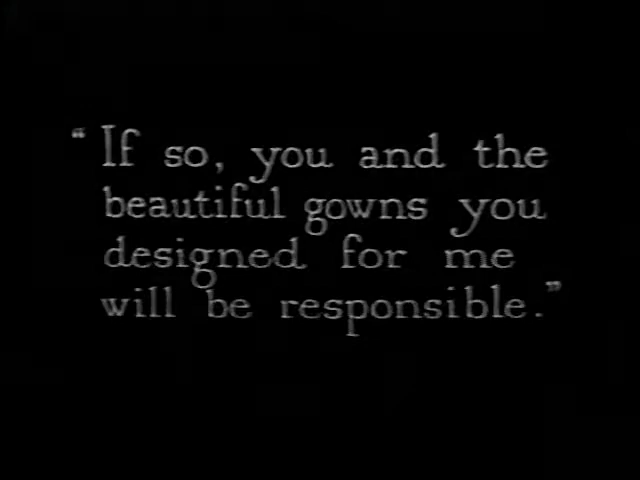 “If so, you and the
beautiful gowns you
designed for me
will be responsible.”